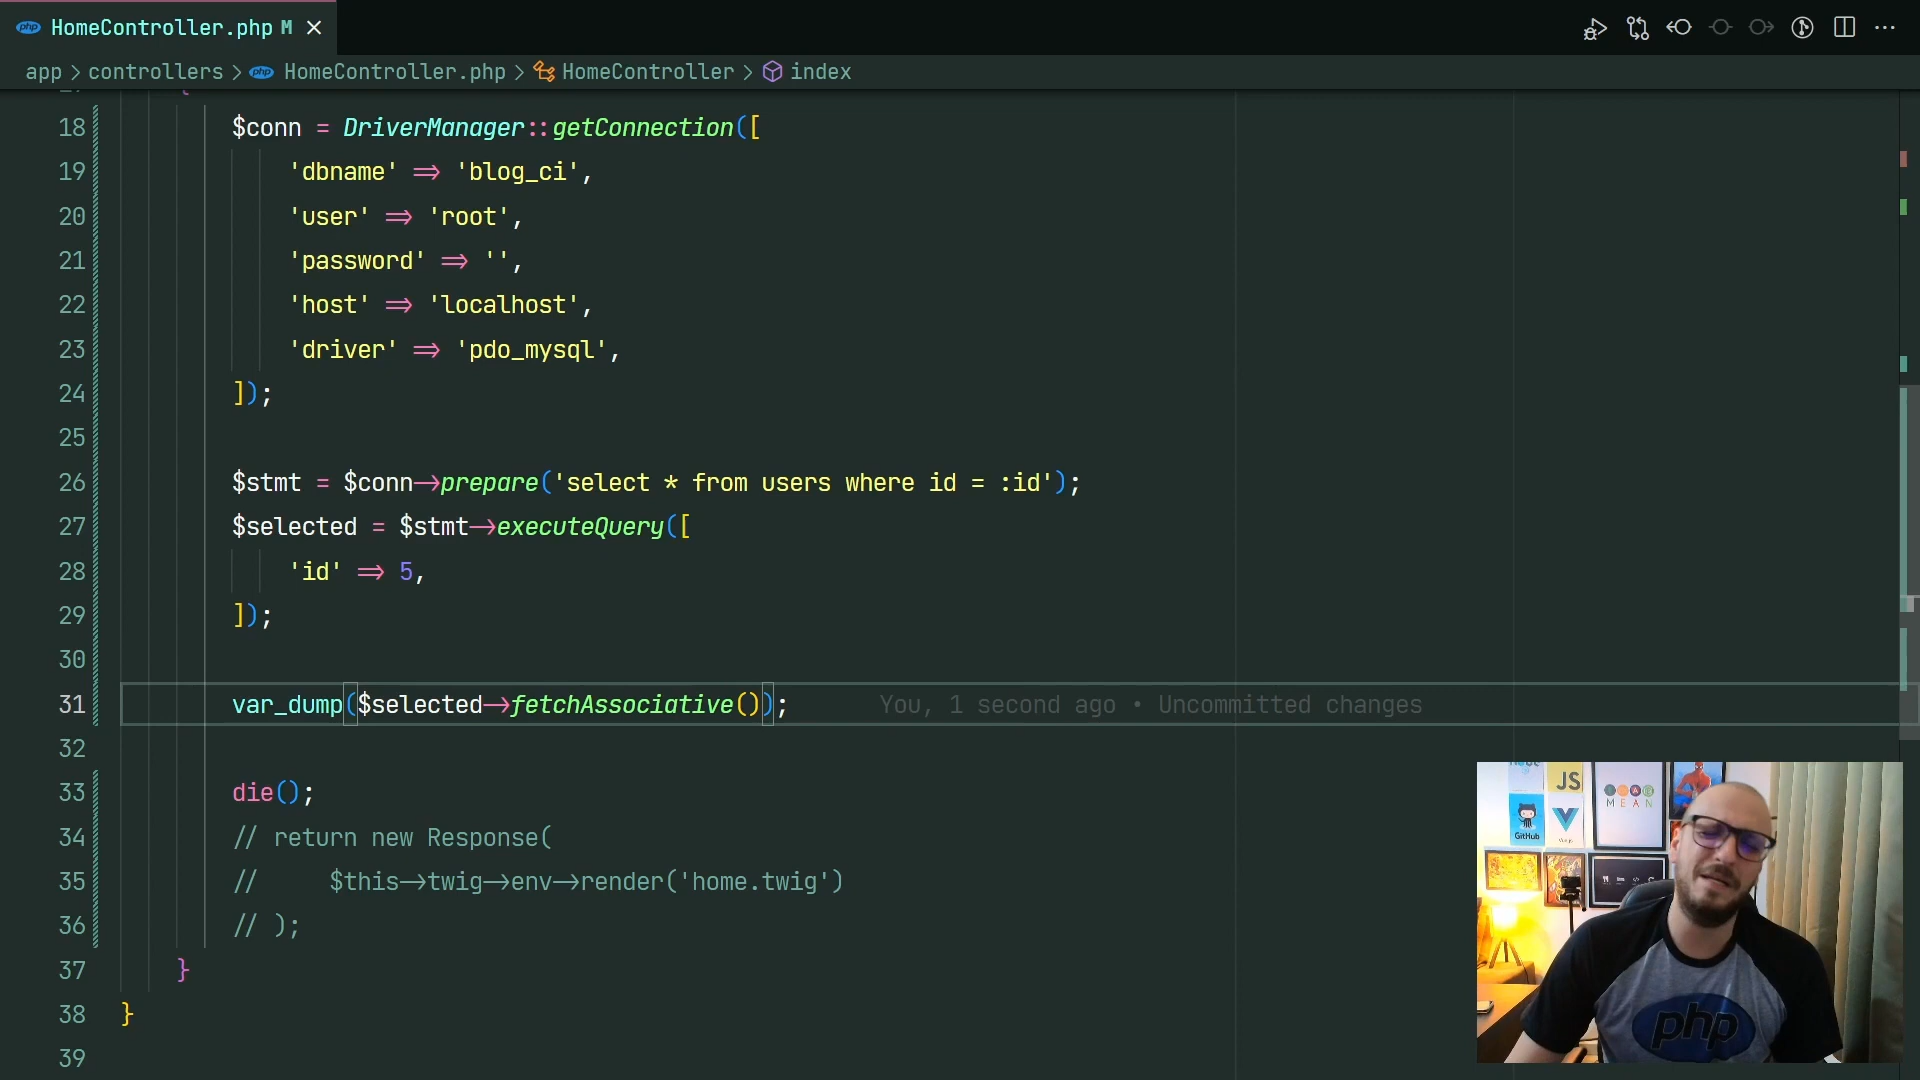 HomeController.php M
app > controllers > HomeController.php > HomeController > index
18 $conn = DriverManager::getConnection([
19 'dbname' => 'blog_ci',
20 'user' => 'root',
21 'password' => '',
22 'host' => 'localhost',
23 'driver' => 'pdo_mysql',
24 ]);
25
26 $stmt = $conn->prepare('select * from users where id = :id');
27 $selected = $stmt->executeQuery([
28 'id' => 5,
29 ]);
30
31 var_dump($selected->fetchAssociative()); You, 1 second ago • Uncommitted changes
32
33 die();
34 // return new Response(
35 // $this->twig->env->render('home.twig')
36 // );
37 }
38 }
39
JS
MEAN
GitHub
php